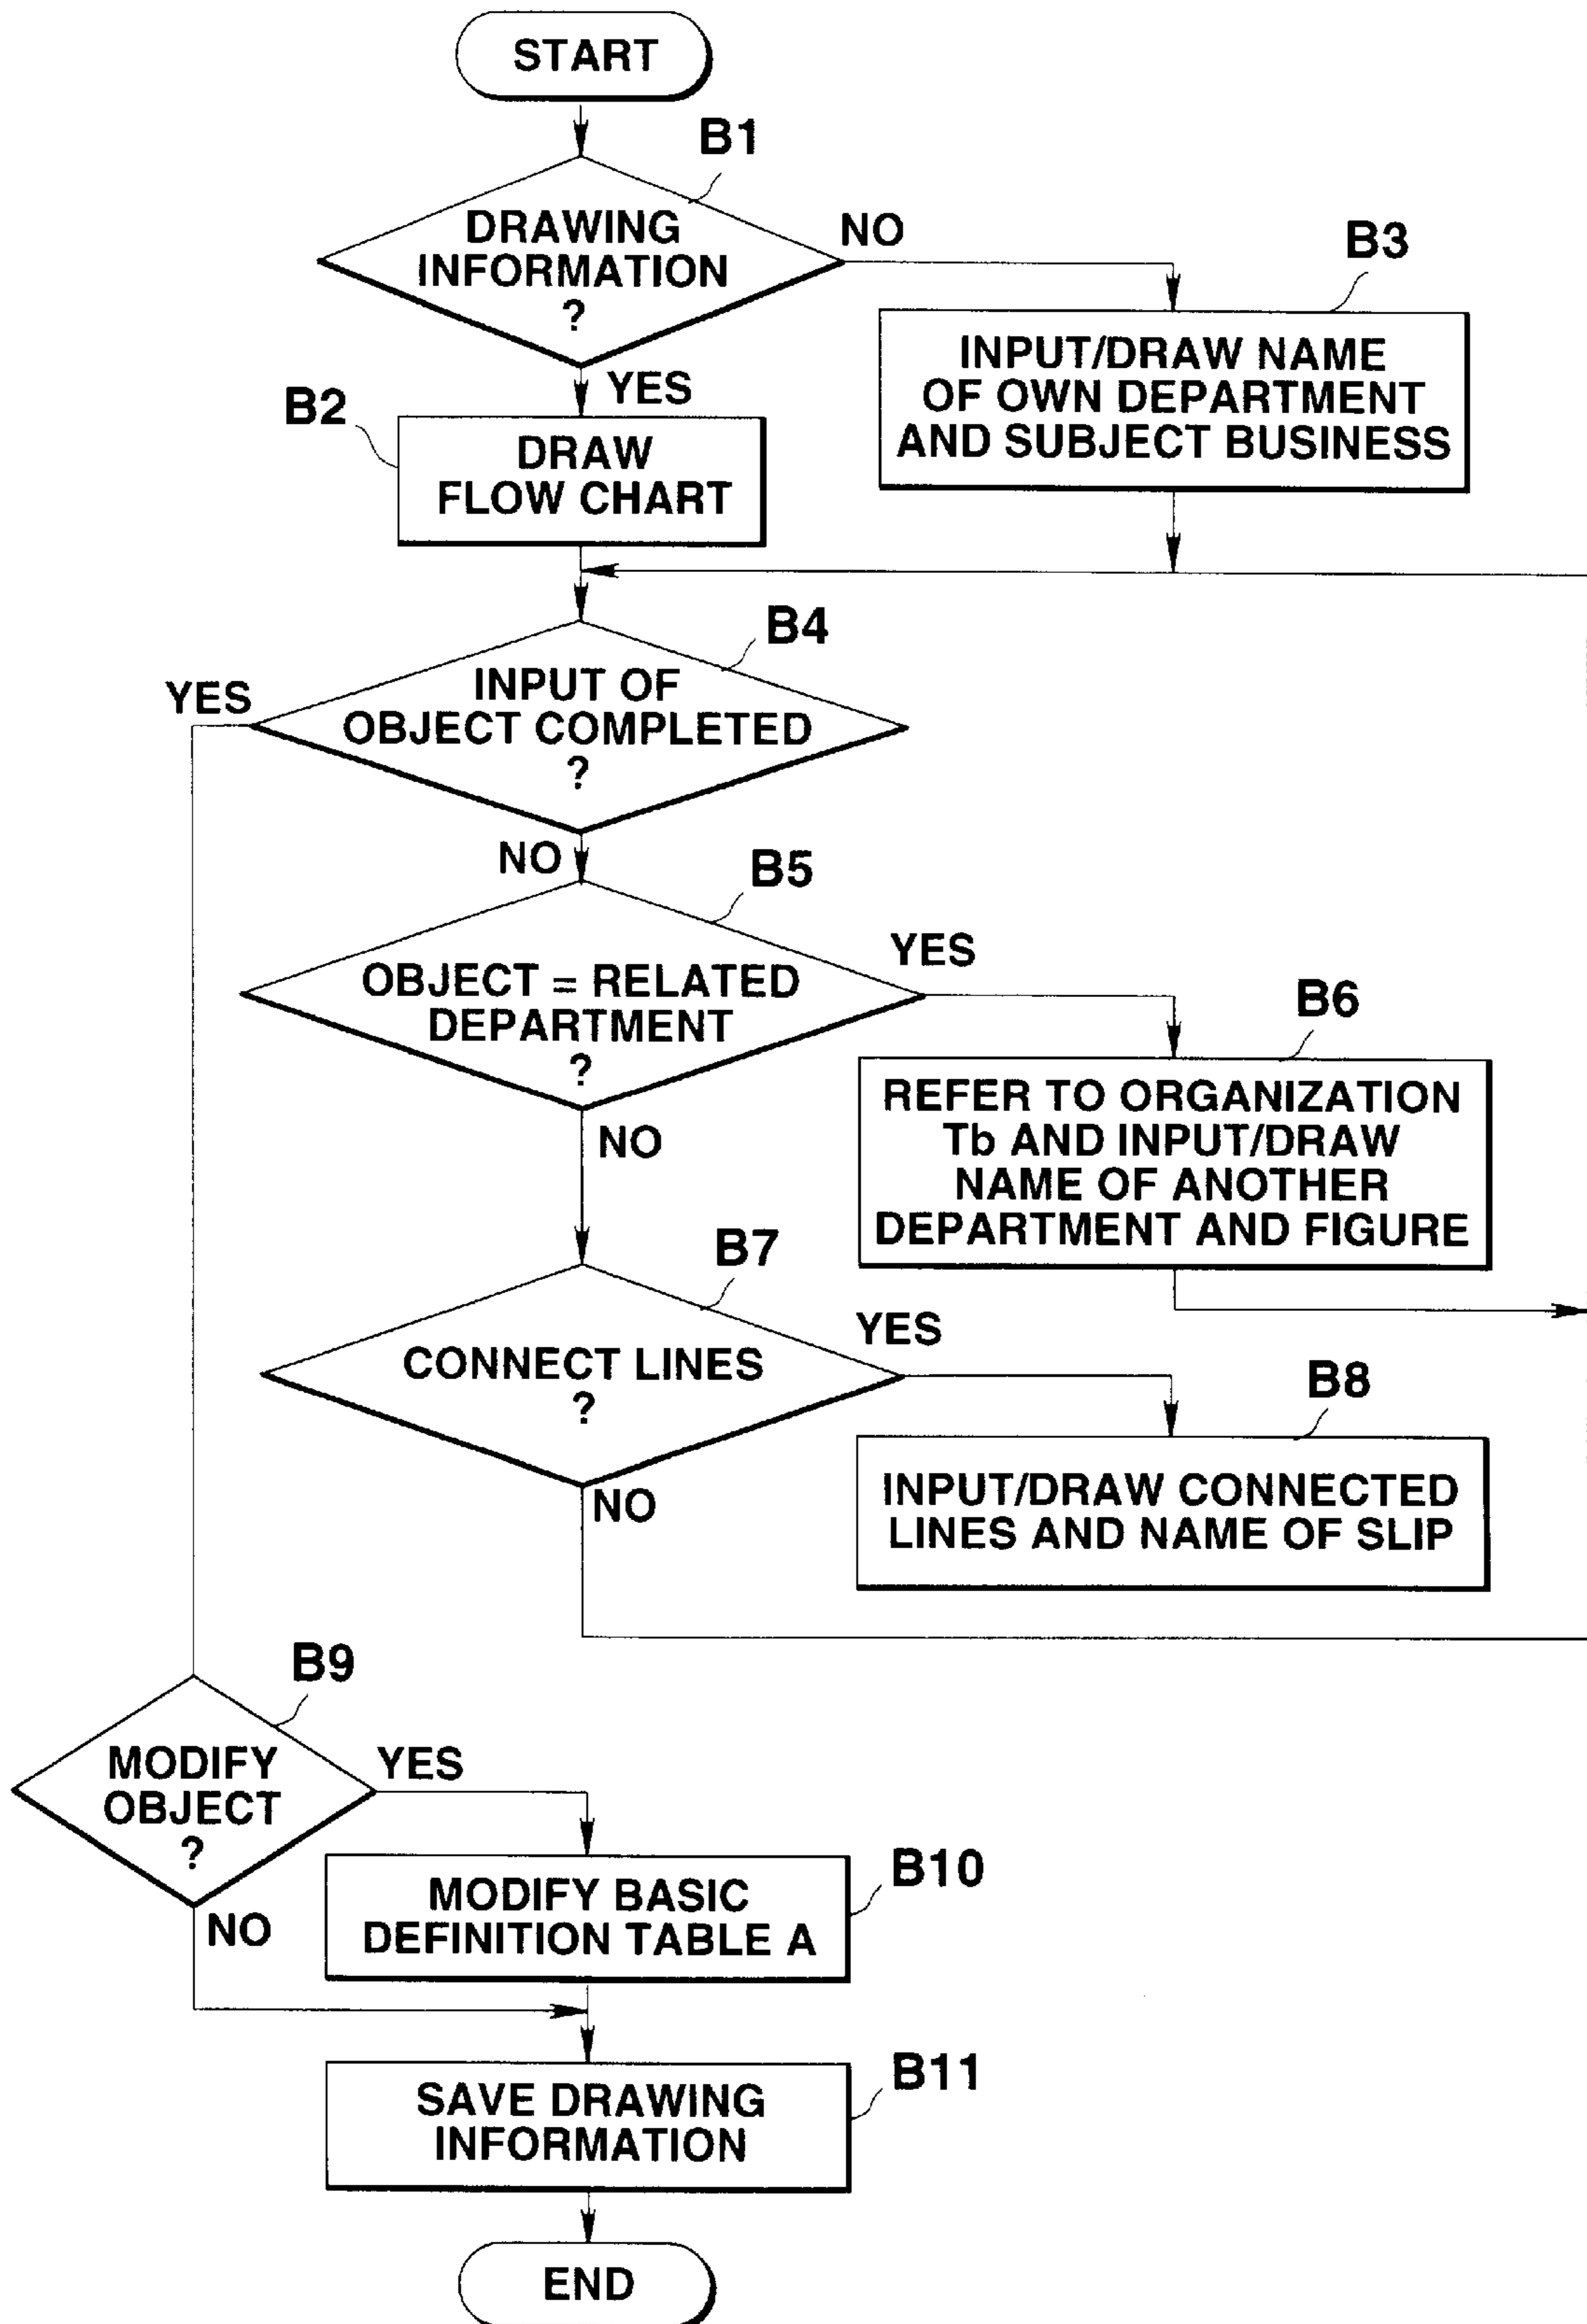 START
B1
DRAWING
INFORMATION
?
NO
YES
B3
INPUT/DRAW NAME
OF OWN DEPARTMENT
AND SUBJECT BUSINESS
B2
DRAW
FLOW CHART
B4
INPUT OF
OBJECT COMPLETED
?
YES
NO
B5
OBJECT = RELATED
DEPARTMENT
?
YES
NO
B6
REFER TO ORGANIZATION
Tb AND INPUT/DRAW
NAME OF ANOTHER
DEPARTMENT AND FIGURE
B7
CONNECT LINES
?
YES
NO
B8
INPUT/DRAW CONNECTED
LINES AND NAME OF SLIP
B9
MODIFY
OBJECT
?
YES
NO
B10
MODIFY BASIC
DEFINITION TABLE A
B11
SAVE DRAWING
INFORMATION
END